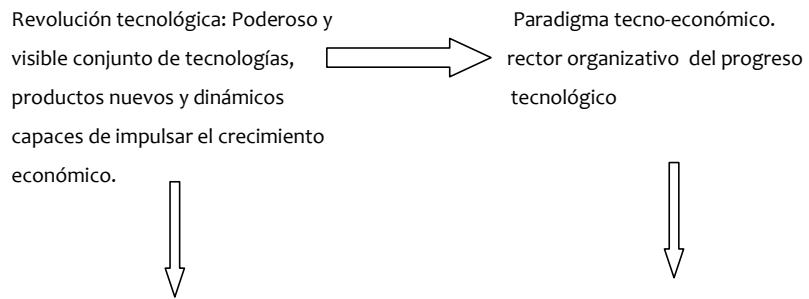 Revolución tecnológica: Poderoso y
visible conjunto de tecnologías,
productos nuevos y dinámicos
capaces de impulsar el crecimiento
económico.
Paradigma tecno-económico.
rector organizativo del progreso
tecnológico